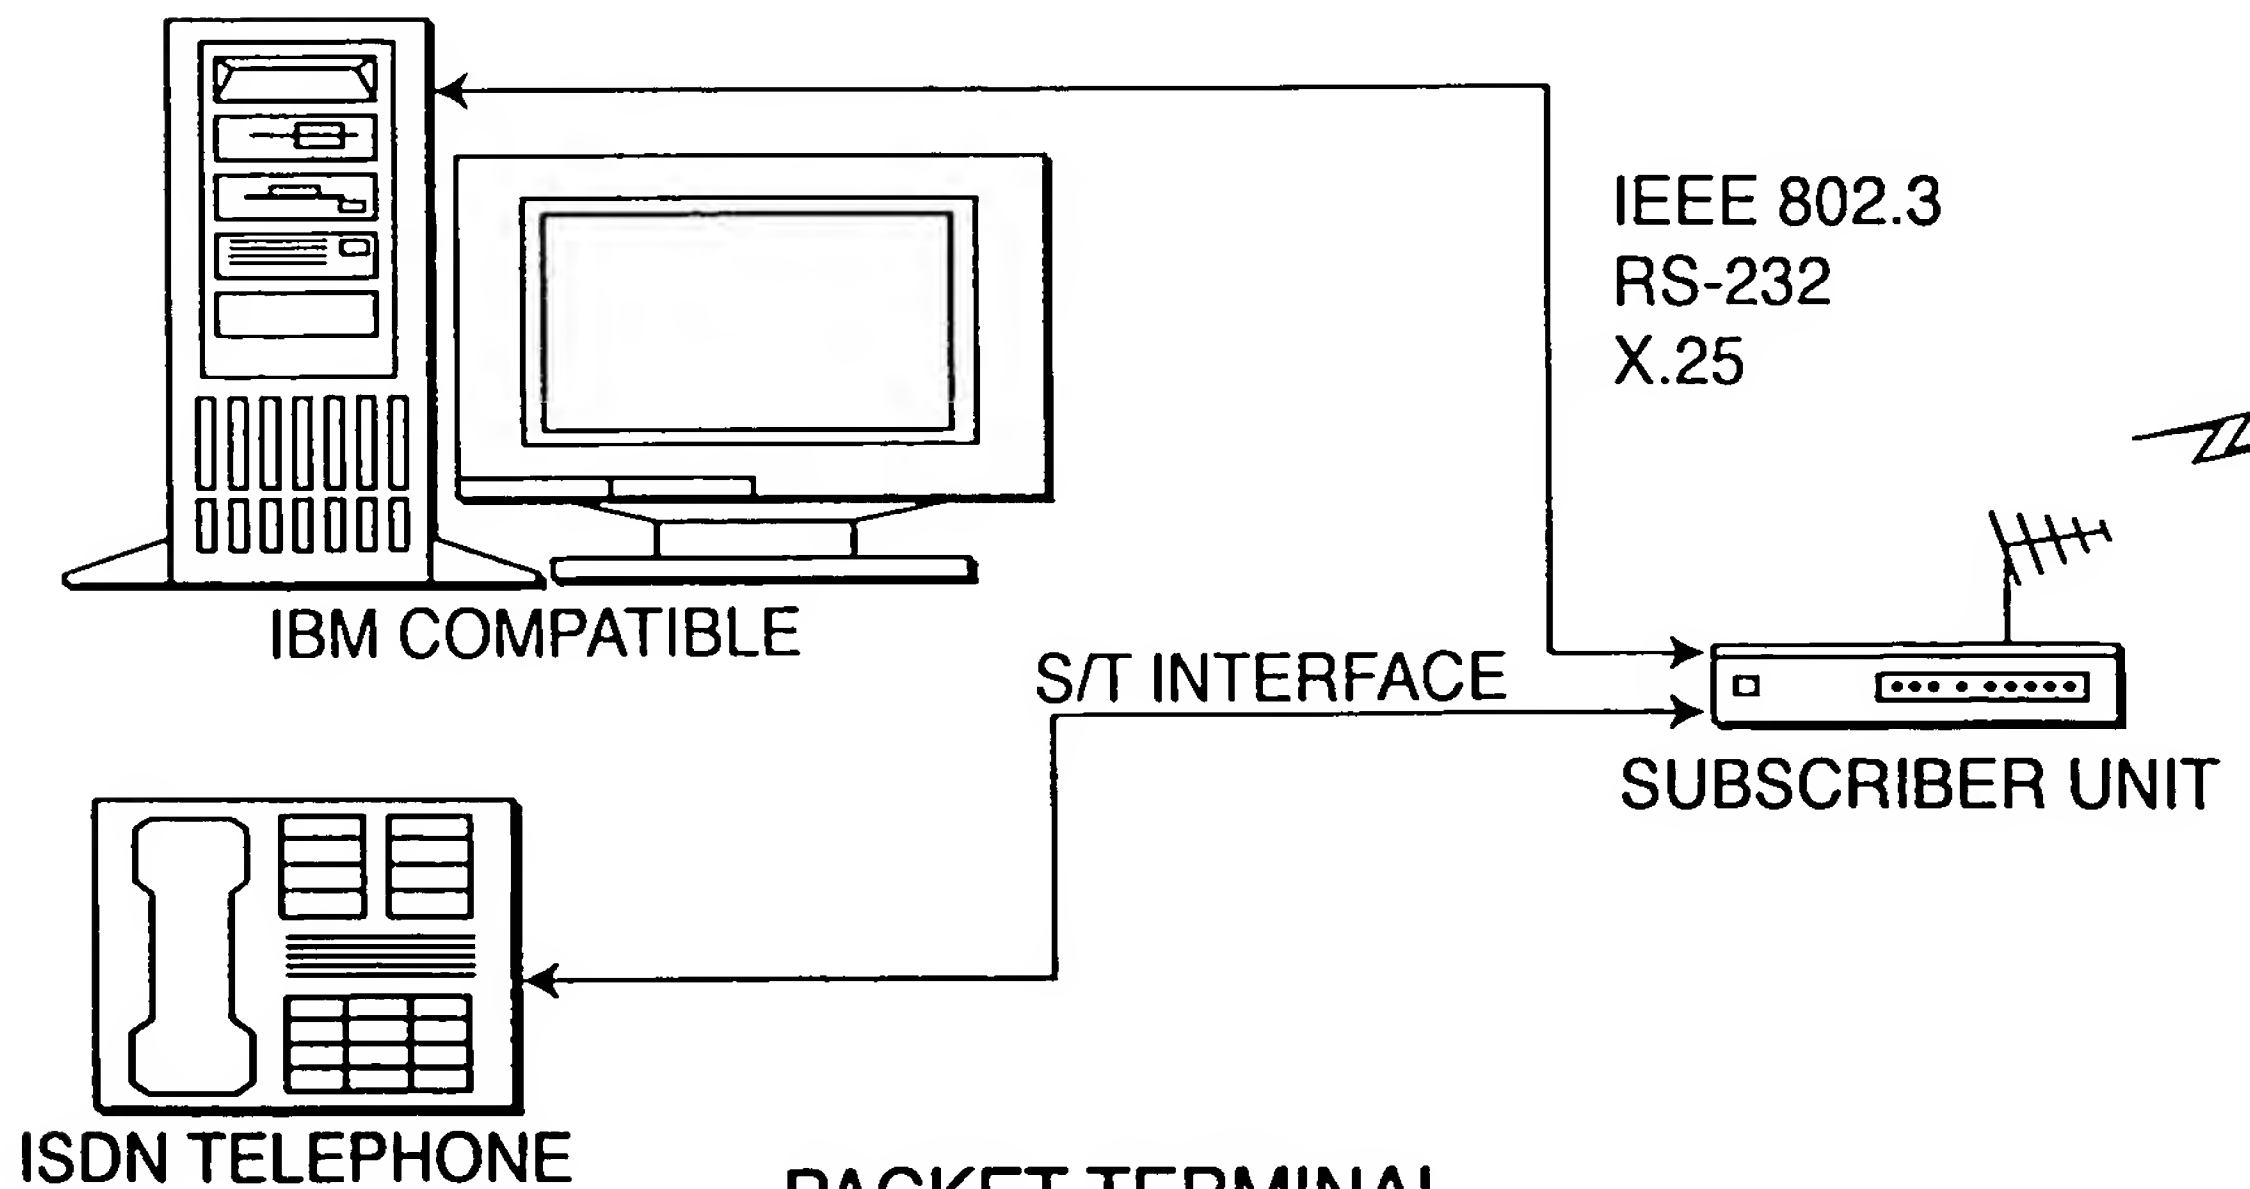 IEEE 802.3
RS-232
X.25
IBM COMPATIBLE
S/T INTERFACE
SUBSCRIBER UNIT
ISDN TELEPHONE
PACKET TERMINAL